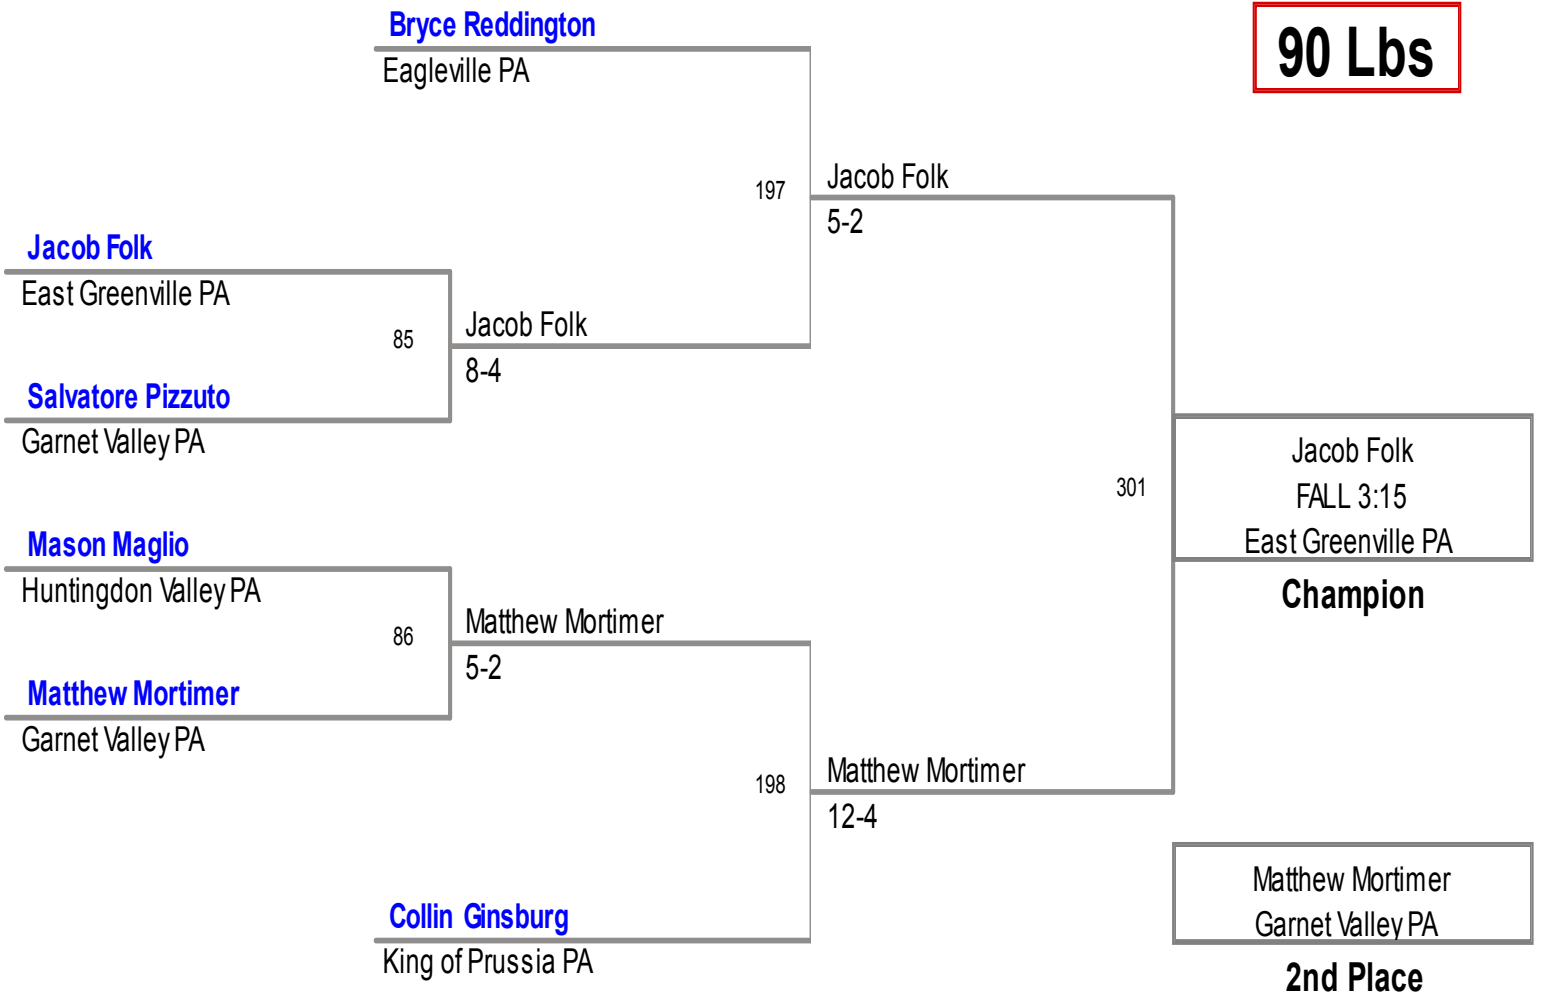 Bryce Reddington
Eagleville PA
90 Lbs
197
Jacob Folk
5-2
Jacob Folk
East Greenville PA
85
Jacob Folk
8-4
Salvatore Pizzuto
Garnet Valley PA
301
Jacob Folk
FALL 3:15
East Greenville PA
Champion
Mason Maglio
Huntingdon Valley PA
86
Matthew Mortimer
5-2
Matthew Mortimer
Garnet Valley PA
198
Matthew Mortimer
12-4
Collin Ginsburg
King of Prussia PA
Matthew Mortimer
Garnet Valley PA
2nd Place